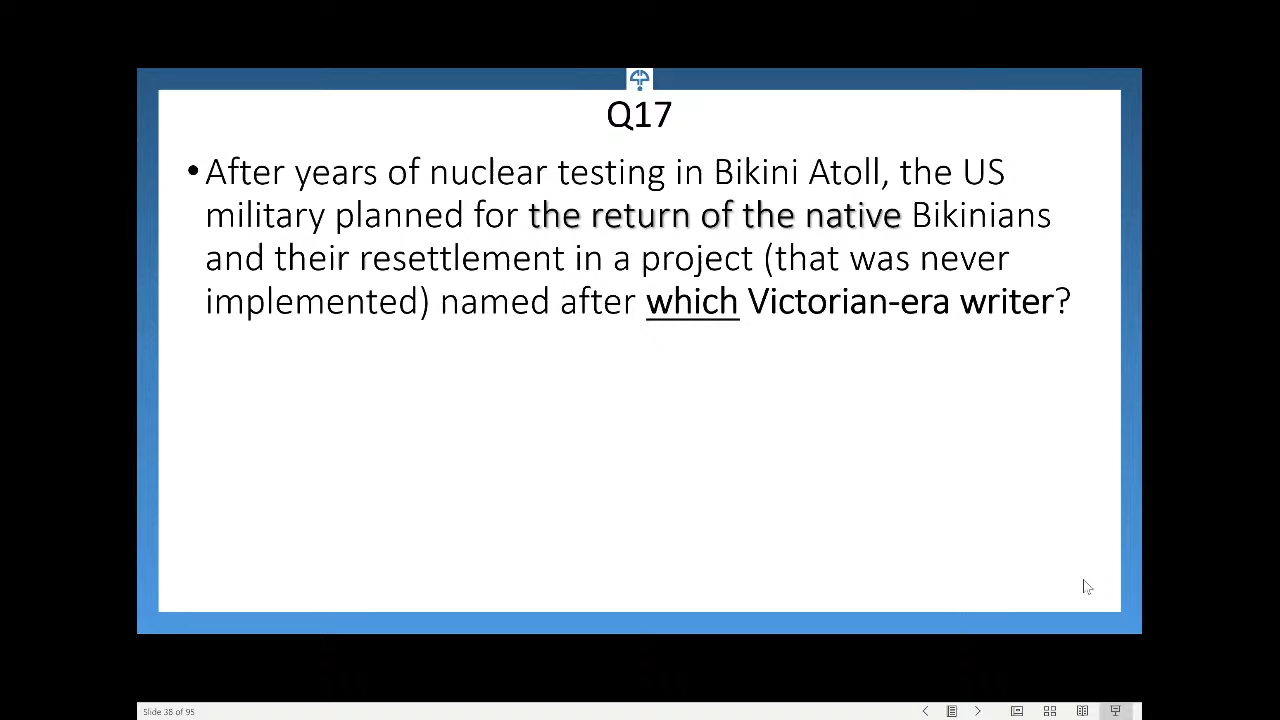 Q17
•After years of nuclear testing in Bikini Atoll, the US
military planned for the return of the native Bikinians
and their resettlement in a project (that was never
implemented) named after which Victorian-era writer?
Slide 38 of 95